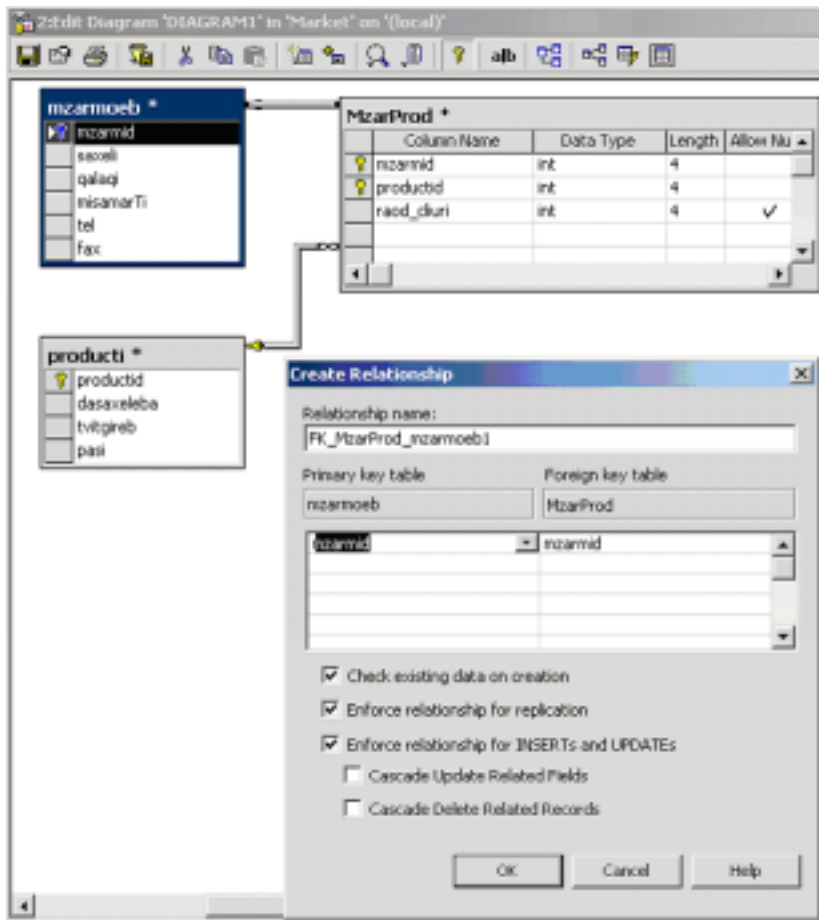 2:Edit Diagram 'DIAGRAM1' in 'Market' on '(local)'
a|b
mzarmoeb *
mzarmid
saxeli
qalaqi
misamarTi
tel
fax
MzarProd *
Column Name Data Type Length Allow Nu
mzarmid int 4
productid int 4
raod_cliuri int 4
producti *
productid
dasaxeleba
tvitgireb
pasi
Create Relationship
Relationship name:
FK_MzarProd_mzarmoeb1
Primary key table Foreign key table
mzarmoeb MzarProd
mzarmid mzarmid
Check existing data on creation
Enforce relationship for replication
Enforce relationship for INSERTs and UPDATEs
Cascade Update Related Fields
Cascade Delete Related Records
OK Cancel Help